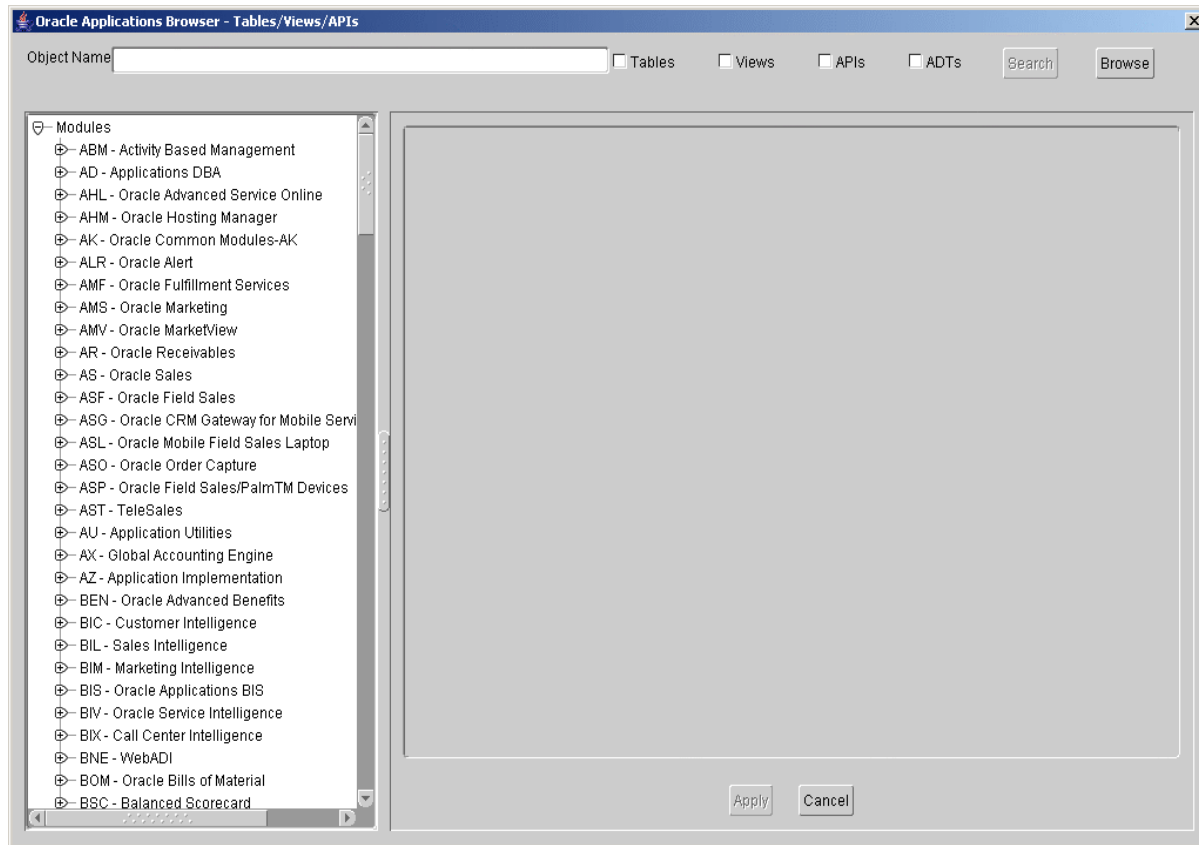 Oracle Applications Browser - Tables/Views/APIs
Object Name Tables Views APIs ADTs Search Browse
Modules
ABM - Activity Based Management
AD - Applications DBA
AHL - Oracle Advanced Service Online
AHM - Oracle Hosting Manager
AK - Oracle Common Modules-AK
ALR - Oracle Alert
AMF - Oracle Fulfillment Services
AMS - Oracle Marketing
AMV - Oracle MarketView
AR - Oracle Receivables
AS - Oracle Sales
ASF - Oracle Field Sales
ASG - Oracle CRM Gateway for Mobile Servi
ASL - Oracle Mobile Field Sales Laptop
ASO - Oracle Order Capture
ASP - Oracle Field Sales/PalmTM Devices
AST - TeleSales
AU - Application Utilities
AX - Global Accounting Engine
AZ - Application Implementation
BEN - Oracle Advanced Benefits
BIC - Customer Intelligence
BIL - Sales Intelligence
BIM - Marketing Intelligence
BIS - Oracle Applications BIS
BIV - Oracle Service Intelligence
BIX - Call Center Intelligence
BNE - WebADI
BOM - Oracle Bills of Material
BSC - Balanced Scorecard
Apply Cancel